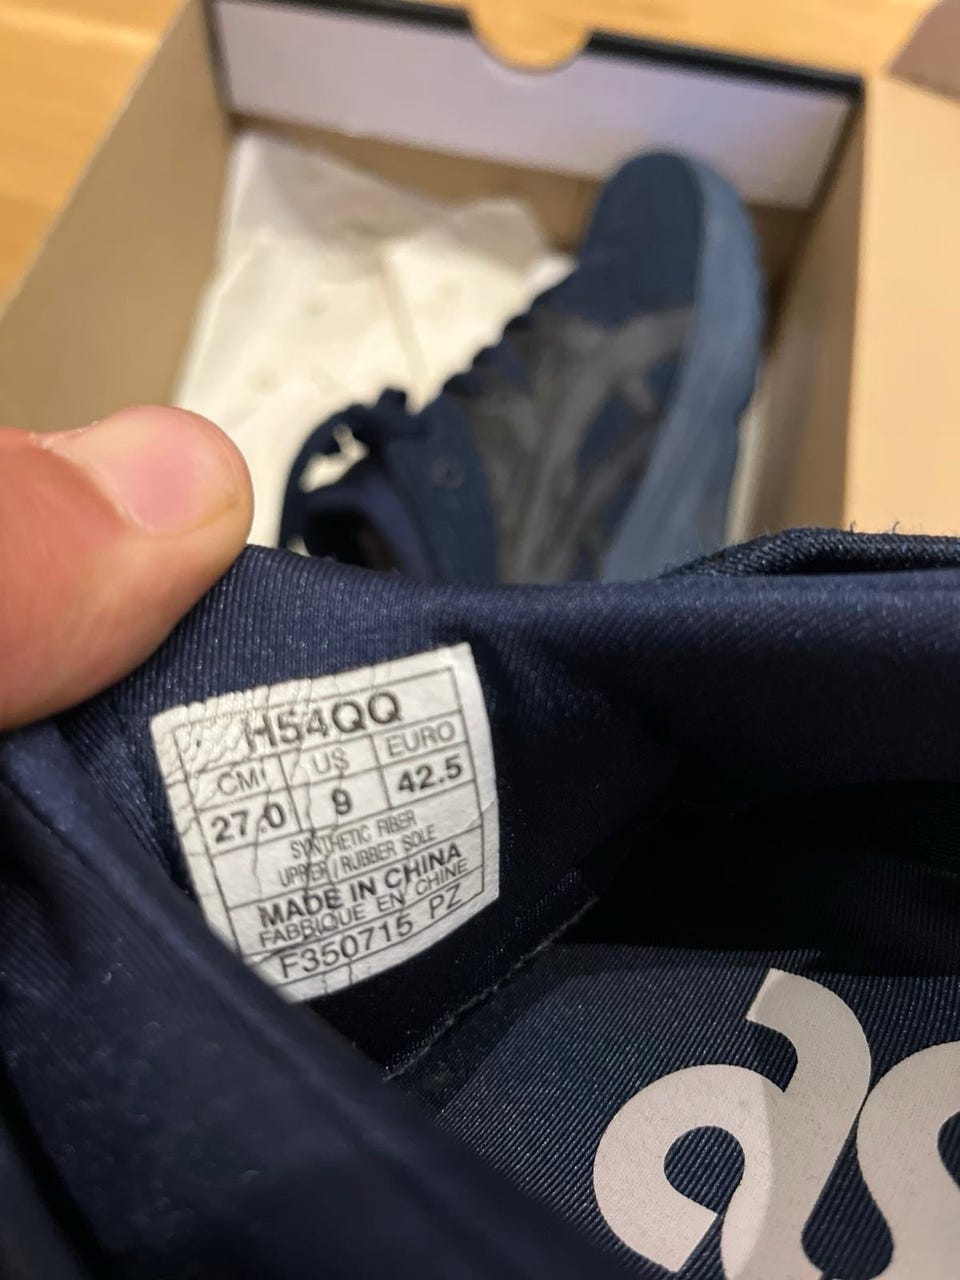 H54QQ
CM US EURO
27.0 9 42.5
SYNTHETIC FIBER
UPPER / RUBBER SOLE
MADE IN CHINA
FABRIQUE EN CHINE
F350715 PZ